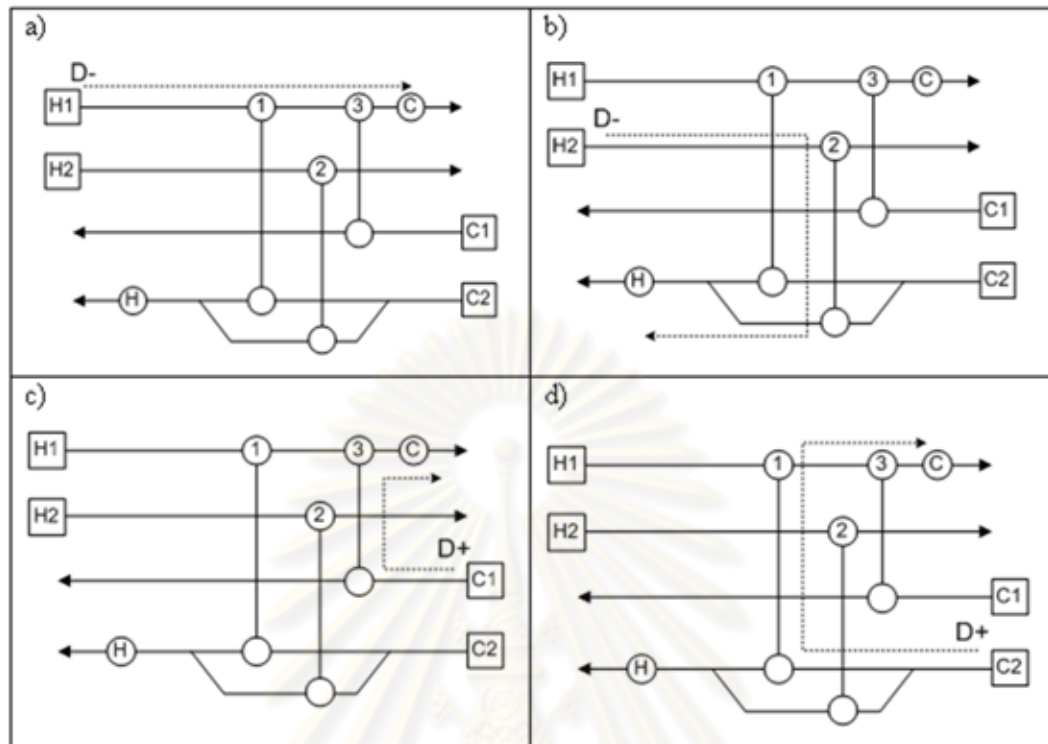 a)
D-
H1 1 3 C
H2 2
C1
H C2
b)
H1 1 3 C
D-
H2 2
C1
H C2
c)
H1 1 3 C
H2 2
D+
C1
H C2
d)
H1 1 3 C
H2 2
C1
D+
H C2